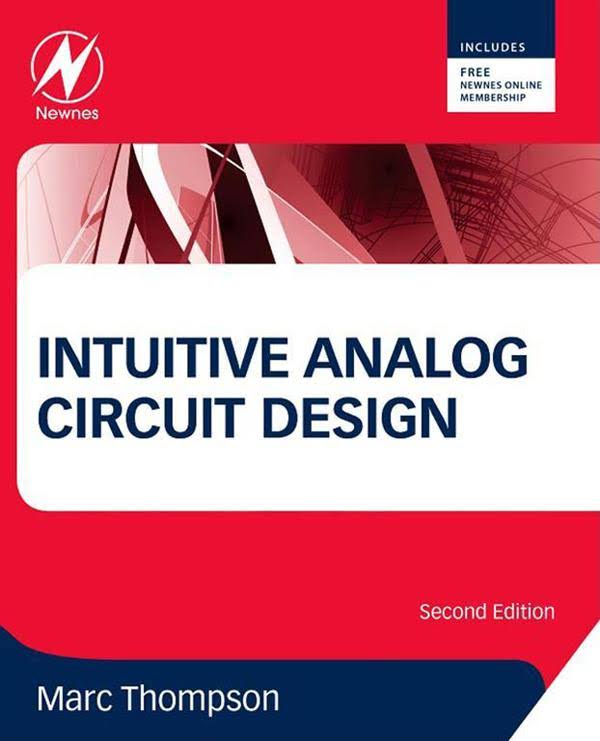 Newnes
INCLUDES
FREE
NEWNES ONLINE
MEMBERSHIP
INTUITIVE ANALOG
CIRCUIT DESIGN
Second Edition
Marc Thompson